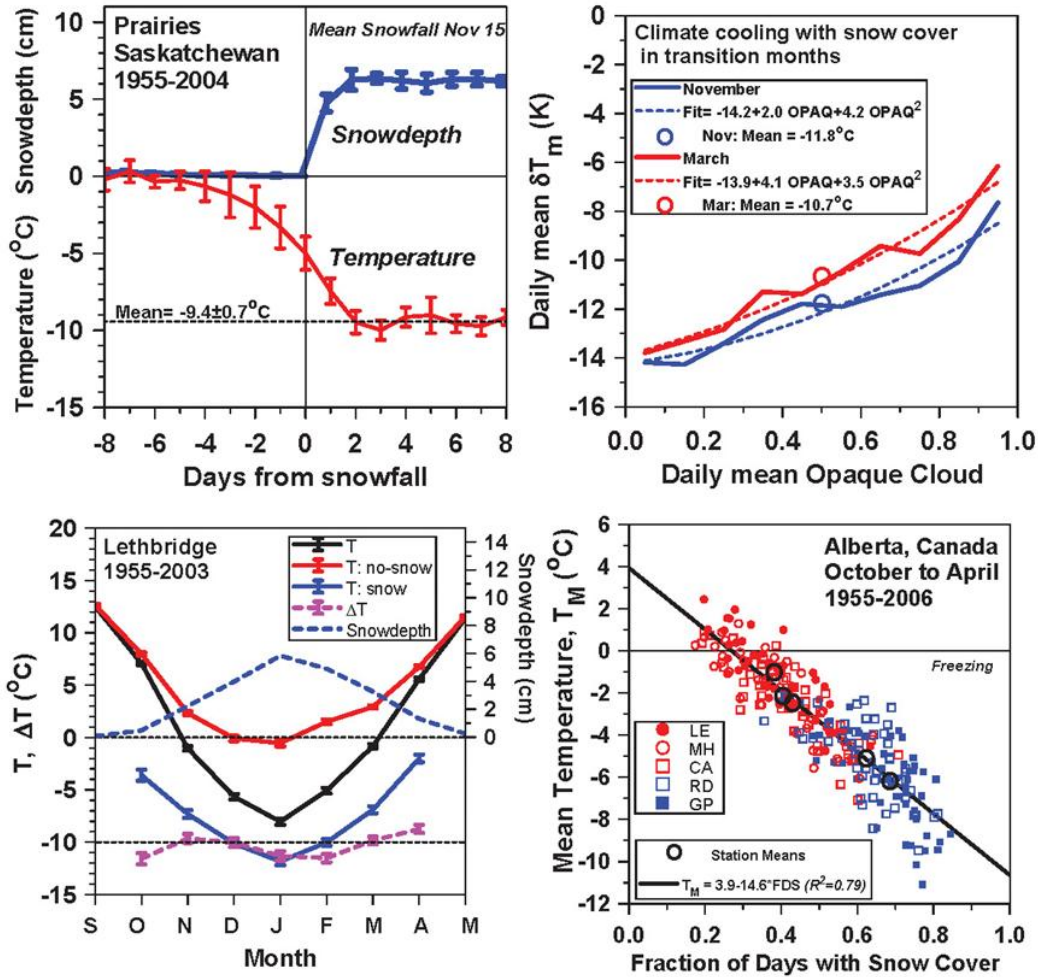 Prairies
Saskatchewan
1955-2004
Mean Snowfall Nov 15
Snowdepth
Temperature
Mean= -9.4±0.7°C
10
5
0
-5
-10
-15
Temperature (°C) Snowdepth (cm)
-8 -6 -4 -2 0 2 4 6 8
Days from snowfall
Climate cooling with snow cover
in transition months
November
Fit= -14.2+2.0 OPAQ+4.2 OPAQ²
Nov: Mean = -11.8°C
March
Fit= -13.9+4.1 OPAQ+3.5 OPAQ²
Mar: Mean = -10.7°C
0
-2
-4
-6
-8
-10
-12
-14
-16
Daily mean δTm (K)
0.0 0.2 0.4 0.6 0.8 1.0
Daily mean Opaque Cloud
Lethbridge
1955-2003
T
T: no-snow
T: snow
ΔT
Snowdepth
20
15
10
5
0
-5
-10
-15
T, ΔT (°C)
14
12
10
8
6
4
2
0
Snowdepth (cm)
S O N D J F M A M
Month
Alberta, Canada
October to April
1955-2006
Freezing
LE
MH
CA
RD
GP
Station Means
TM = 3.9-14.6*FDS (R²=0.79)
6
4
2
0
-2
-4
-6
-8
-10
-12
Mean Temperature, TM (°C)
0.0 0.2 0.4 0.6 0.8 1.0
Fraction of Days with Snow Cover